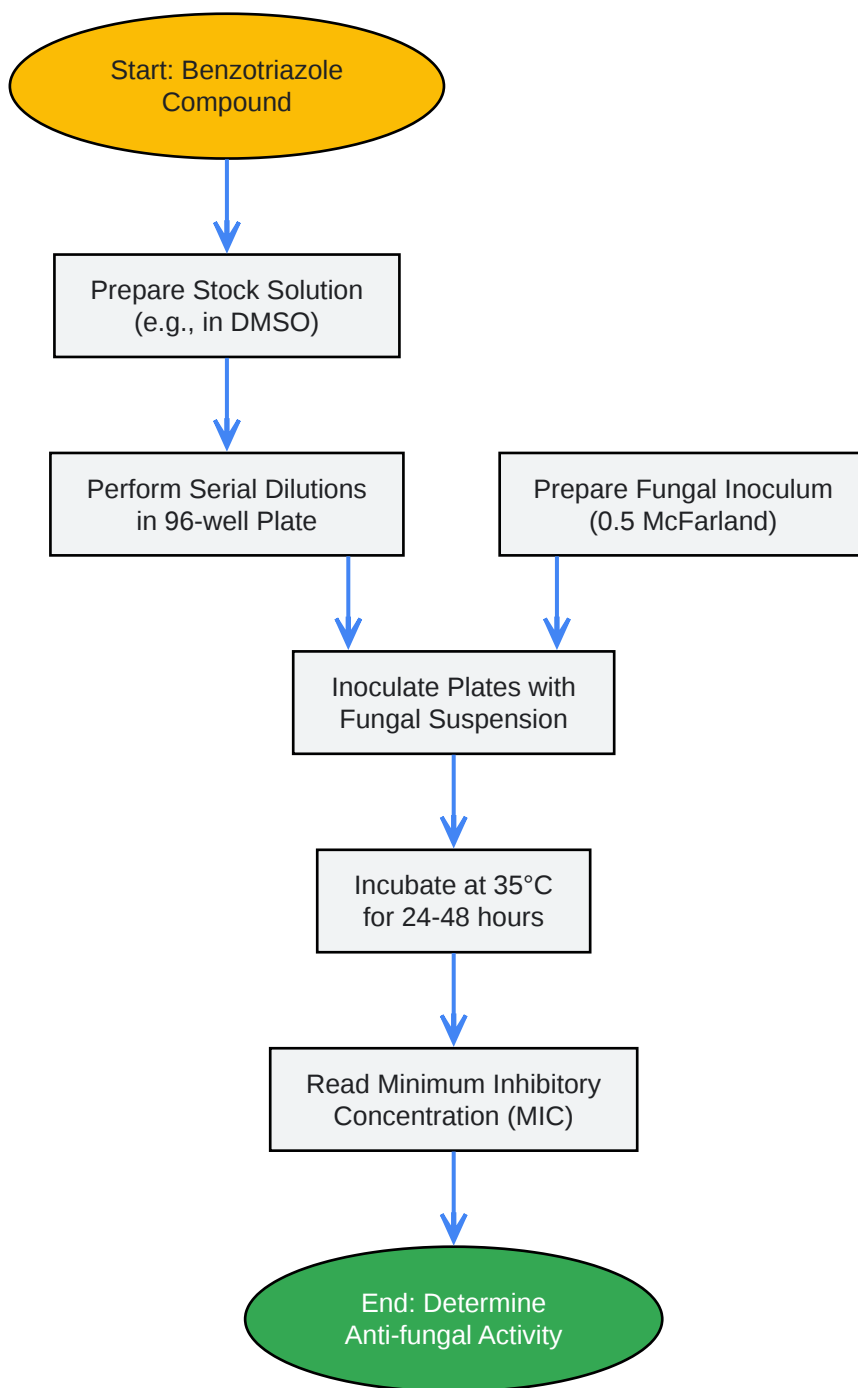 Start: Benzotriazole
Compound
Prepare Stock Solution
(e.g., in DMSO)
Perform Serial Dilutions
in 96-well Plate
Prepare Fungal Inoculum
(0.5 McFarland)
Inoculate Plates with
Fungal Suspension
Incubate at 35°C
for 24-48 hours
Read Minimum Inhibitory
Concentration (MIC)
End: Determine
Anti-fungal Activity